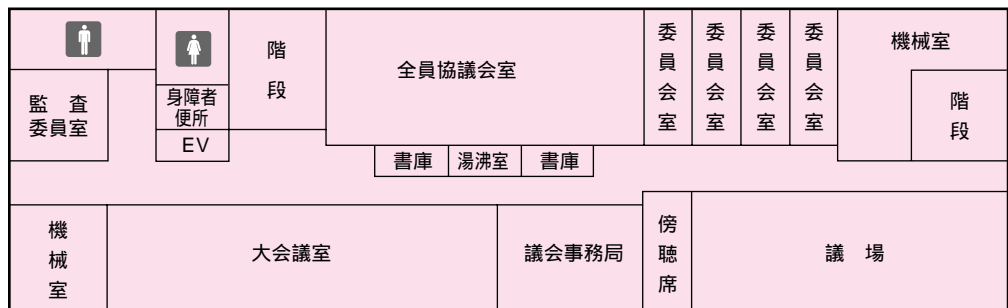 階段
全員協議会室
委員会室
委員会室
委員会室
委員会室
機械室
監 査
委員室
身障者
便所
EV
階段
書庫
湯沸室
書庫
機械室
大会議室
議会事務局
傍聴席
議 場